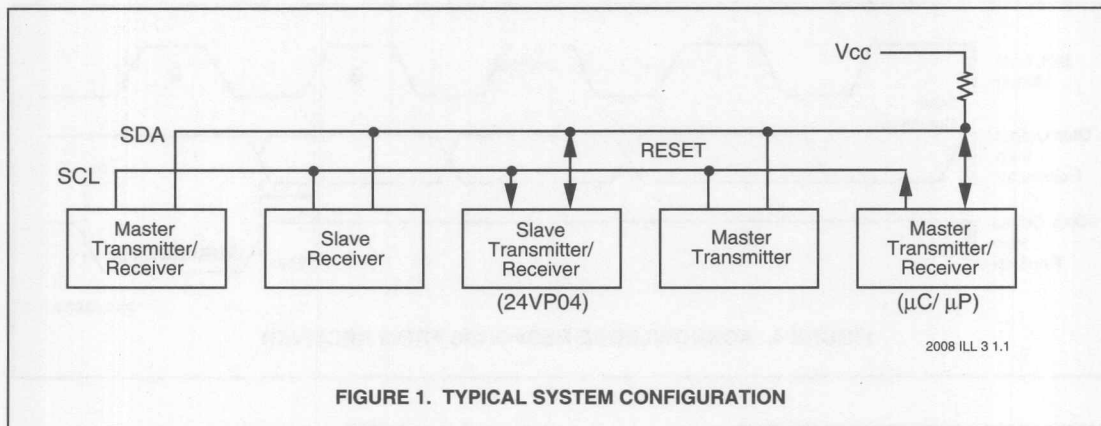 Vcc
SDA
RESET
SCL
Master
Transmitter/
Receiver
Slave
Receiver
Slave
Transmitter/
Receiver
Master
Transmitter
Master
Transmitter/
Receiver
(24VP04)
(μC/ μP)
2008 ILL 3 1.1
FIGURE 1. TYPICAL SYSTEM CONFIGURATION